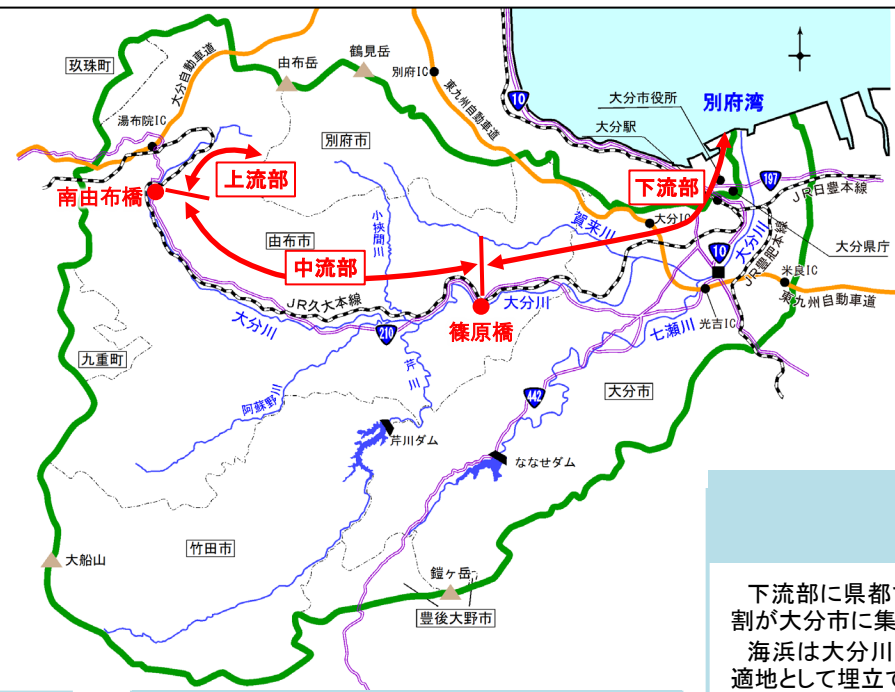 玖珠町
大分自動車道
由布岳
鶴見岳
別府IC
東九州自動車道
10
大分市役所
別府湾
大分駅
湯布院IC
別府市
上流部
南由布橋
下流部
197
JR日豊本線
小挾間川
賀来川
大分IC
由布市
中流部
10
大分川
JR豊肥本線
大分県庁
米良IC
東九州自動車道
JR久大本線
大分川
大分川
210
篠原橋
七瀬川
光吉IC
九重町
芹川
阿蘇野川
442
大分市
芹川ダム
ななせダム
竹田市
大船山
鎧ヶ岳
豊後大野市
下流部に県都
割が大分市に集
海浜は大分川
適地として埋立て